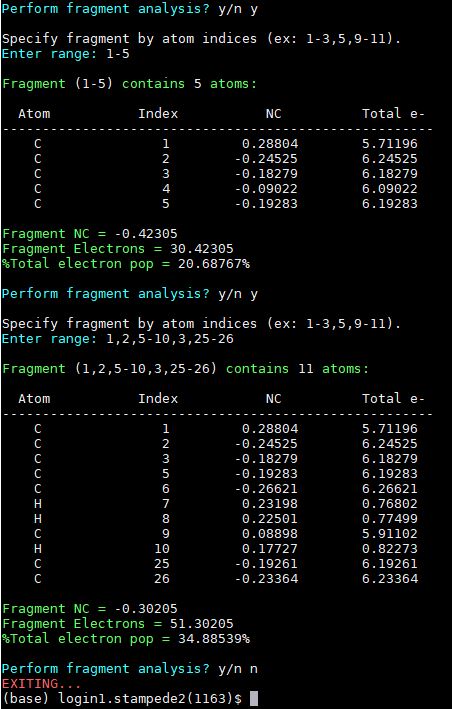 Perform fragment analysis? y/n y
Specify fragment by atom indices (ex: 1-3,5,9-11).
Enter range: 1-5
Fragment (1-5) contains 5 atoms:
Atom Index NC Total e-
------------------------------------------------------
C 1 0.28804 5.71196
C 2 -0.24525 6.24525
C 3 -0.18279 6.18279
C 4 -0.09022 6.09022
C 5 -0.19283 6.19283
Fragment NC = -0.42305
Fragment Electrons = 30.42305
%Total electron pop = 20.68767%
Perform fragment analysis? y/n y
Specify fragment by atom indices (ex: 1-3,5,9-11).
Enter range: 1,2,5-10,3,25-26
Fragment (1,2,5-10,3,25-26) contains 11 atoms:
Atom Index NC Total e-
------------------------------------------------------
C 1 0.28804 5.71196
C 2 -0.24525 6.24525
C 3 -0.18279 6.18279
C 5 -0.19283 6.19283
C 6 -0.26621 6.26621
H 7 0.23198 0.76802
H 8 0.22501 0.77499
C 9 0.08898 5.91102
H 10 0.17727 0.82273
C 25 -0.19261 6.19261
C 26 -0.23364 6.23364
Fragment NC = -0.30205
Fragment Electrons = 51.30205
%Total electron pop = 34.88539%
Perform fragment analysis? y/n n
EXITING...
(base) login1.stampede2(1163)$